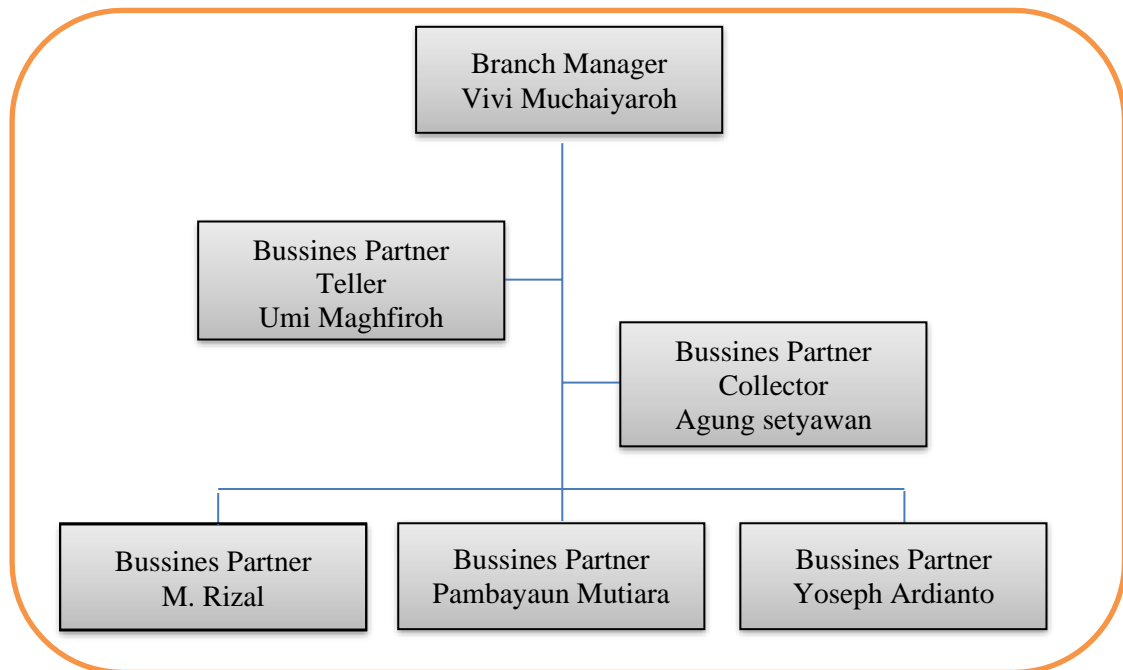 Branch Manager
Vivi Muchaiyaroh
Bussines Partner
Teller
Umi Maghfiroh
Bussines Partner
Collector
Agung setyawan
Bussines Partner
M. Rizal
Bussines Partner
Pambayaun Mutiara
Bussines Partner
Yoseph Ardianto